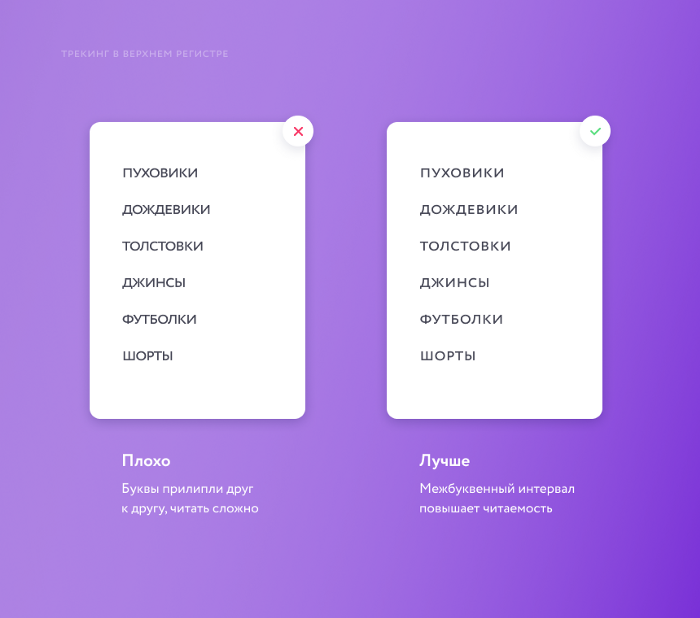 ТРЕКИНГ В ВЕРХНЕМ РЕГИСТРЕ
ПУХОВИКИ
ДОЖДЕВИКИ
ТОЛСТОВКИ
ДЖИНСЫ
ФУТБОЛКИ
ШОРТЫ
Плохо
Буквы прилипли друг
к другу, читать сложно
ПУХОВИКИ
ДОЖДЕВИКИ
ТОЛСТОВКИ
ДЖИНСЫ
ФУТБОЛКИ
ШОРТЫ
Лучше
Межбуквенный интервал
повышает читаемость